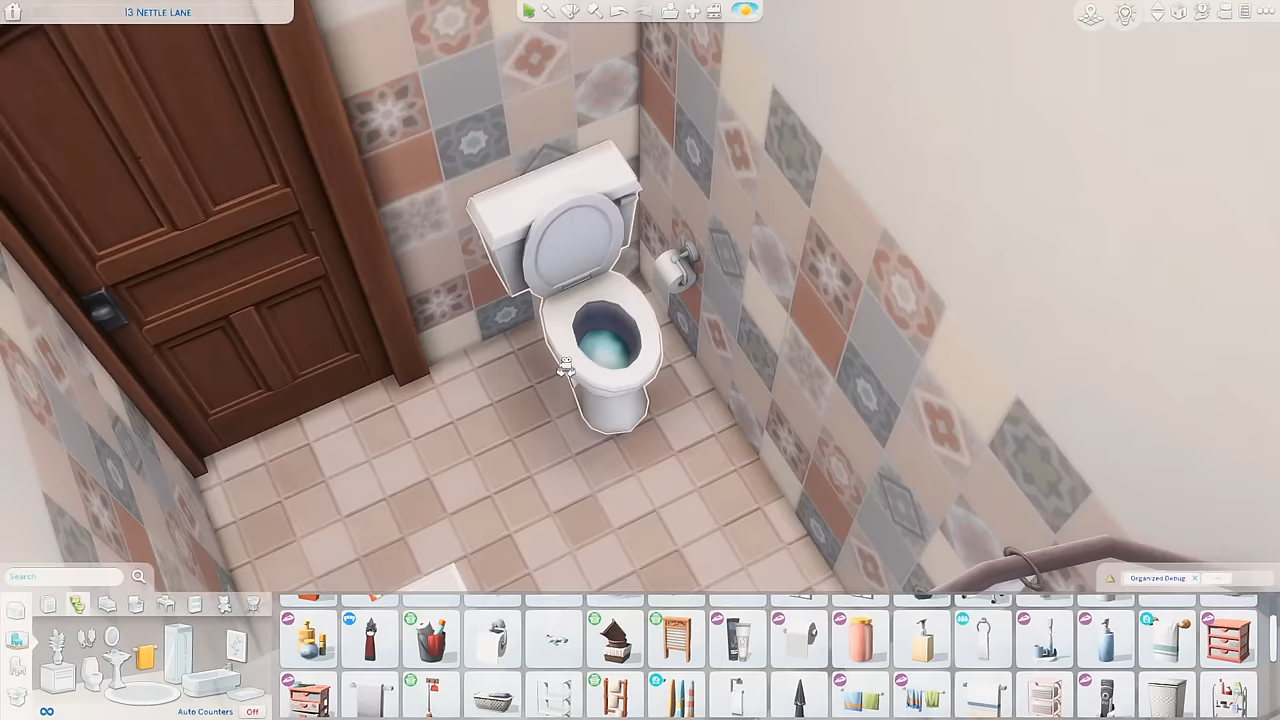 13 NETTLE LANE
Search
Organized Debug X
Auto Counters Off